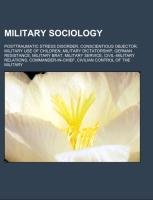 MILITARY SOCIOLOGY
POSTTRAUMATIC STRESS DISORDER, CONSCIENTIOUS OBJECTOR,
MILITARY USE OF CHILDREN, MILITARY DICTATORSHIP, GERMAN
RESISTANCE, MILITARY BRAT, MILITARY SERVICE, CIVIL-MILITARY
RELATIONS, COMMANDER-IN-CHIEF, CIVILIAN CONTROL OF THE
MILITARY